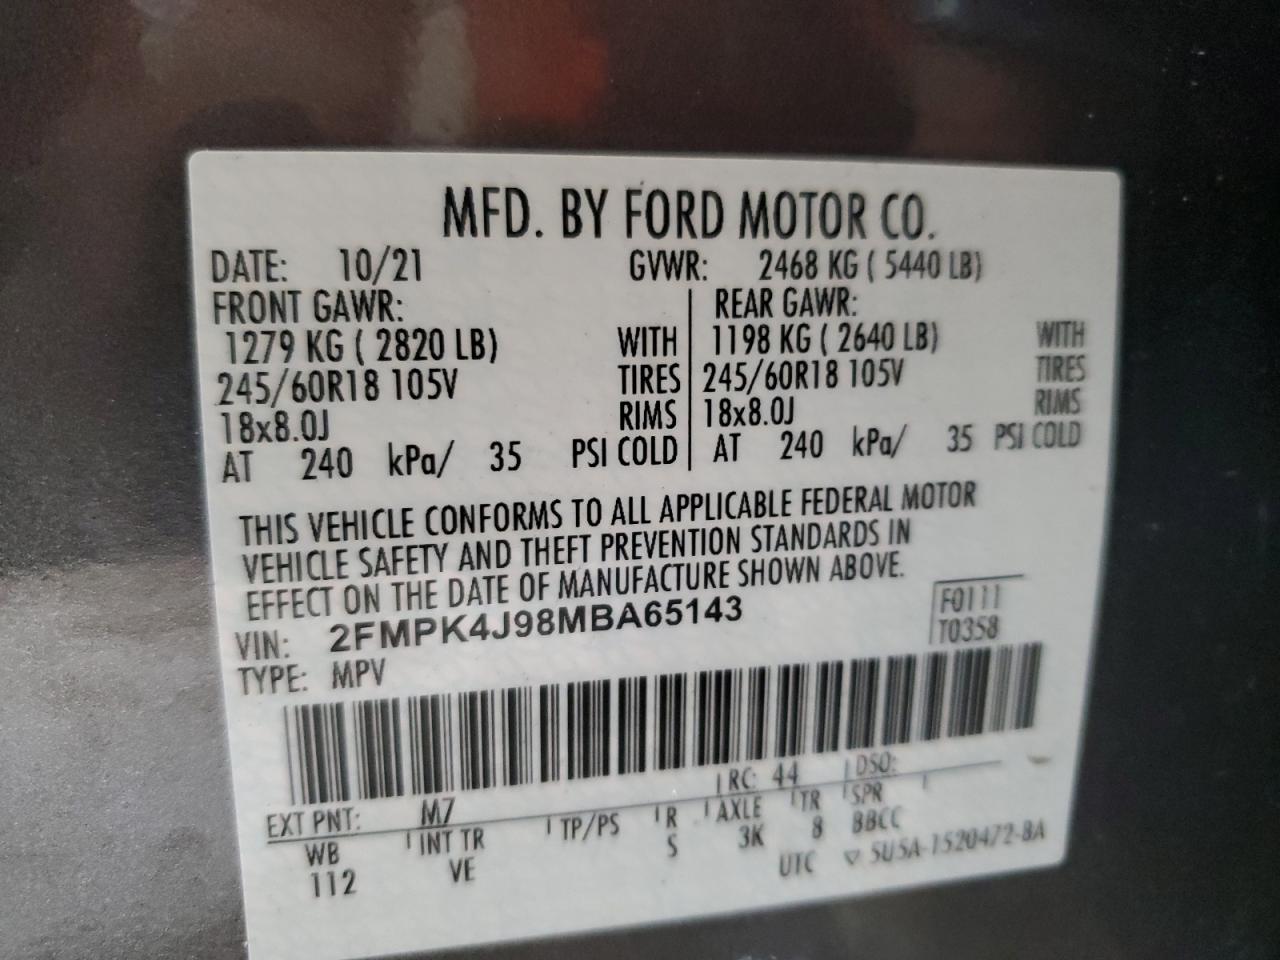 MFD. BY FORD MOTOR CO.
DATE: 10/21 GVWR: 2468 KG ( 5440 LB)
FRONT GAWR: REAR GAWR:
1279 KG ( 2820 LB) WITH 1198 KG ( 2640 LB) WITH
245/60R18 105V TIRES 245/60R18 105V TIRES
18x8.0J RIMS 18x8.0J RIMS
AT 240 kPa/ 35 PSI COLD AT 240 kPa/ 35 PSI COLD
THIS VEHICLE CONFORMS TO ALL APPLICABLE FEDERAL MOTOR
VEHICLE SAFETY AND THEFT PREVENTION STANDARDS IN
EFFECT ON THE DATE OF MANUFACTURE SHOWN ABOVE.
VIN: 2FMPK4J98MBA65143 F0111
TYPE: MPV T0358
EXT PNT: M7 RC: 44 DSO:
WB INT TR TP/PS R AXLE TR SPR
112 VE S 3K 8 BBCC
UTC ▽ 5U5A-1520472-BA